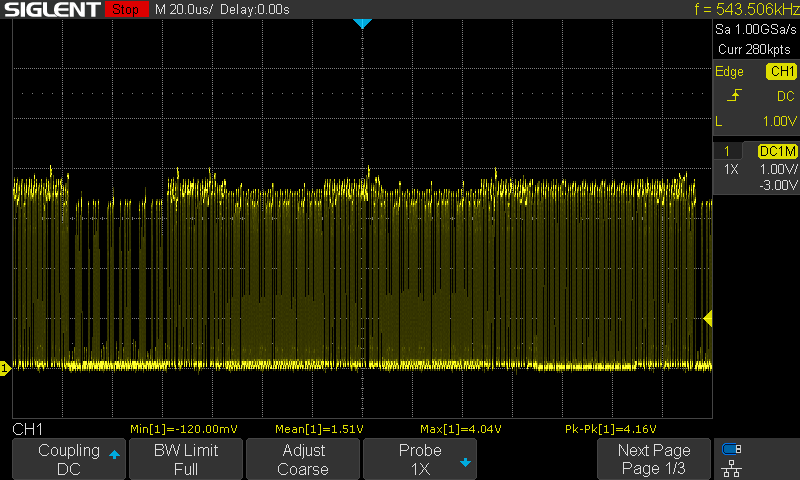 SIGLENT Stop M 20.0us/ Delay:0.00s f = 543.506kHz
Sa 1.00GSa/s
Curr 280kpts
Edge CH1
DC
L 1.00V
1 DC1M
1X 1.00V/
-3.00V
1
CH1 Min[1]=-120.00mV Mean[1]=1.51V Max[1]=4.04V Pk-Pk[1]=4.16V
Coupling BW Limit Adjust Probe Next Page
DC Full Coarse 1X Page 1/3